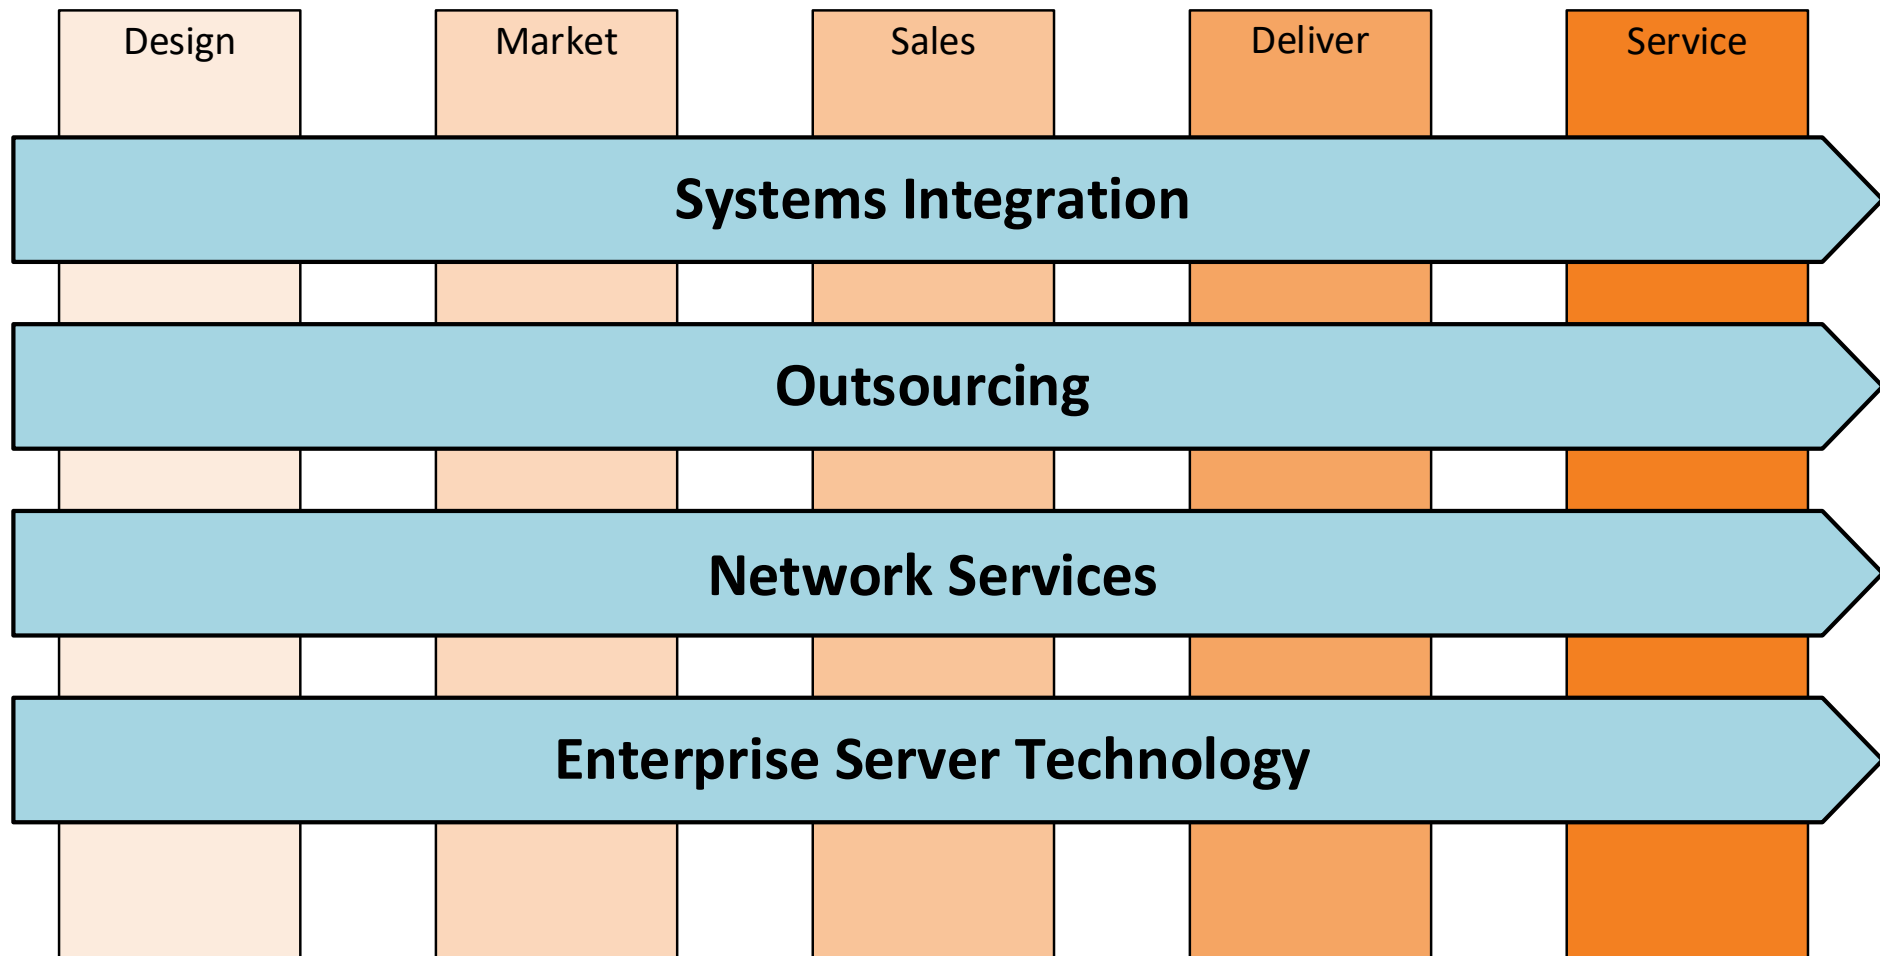 Design
Market
Sales
Deliver
Service
Systems Integration
Outsourcing
Network Services
Enterprise Server Technology